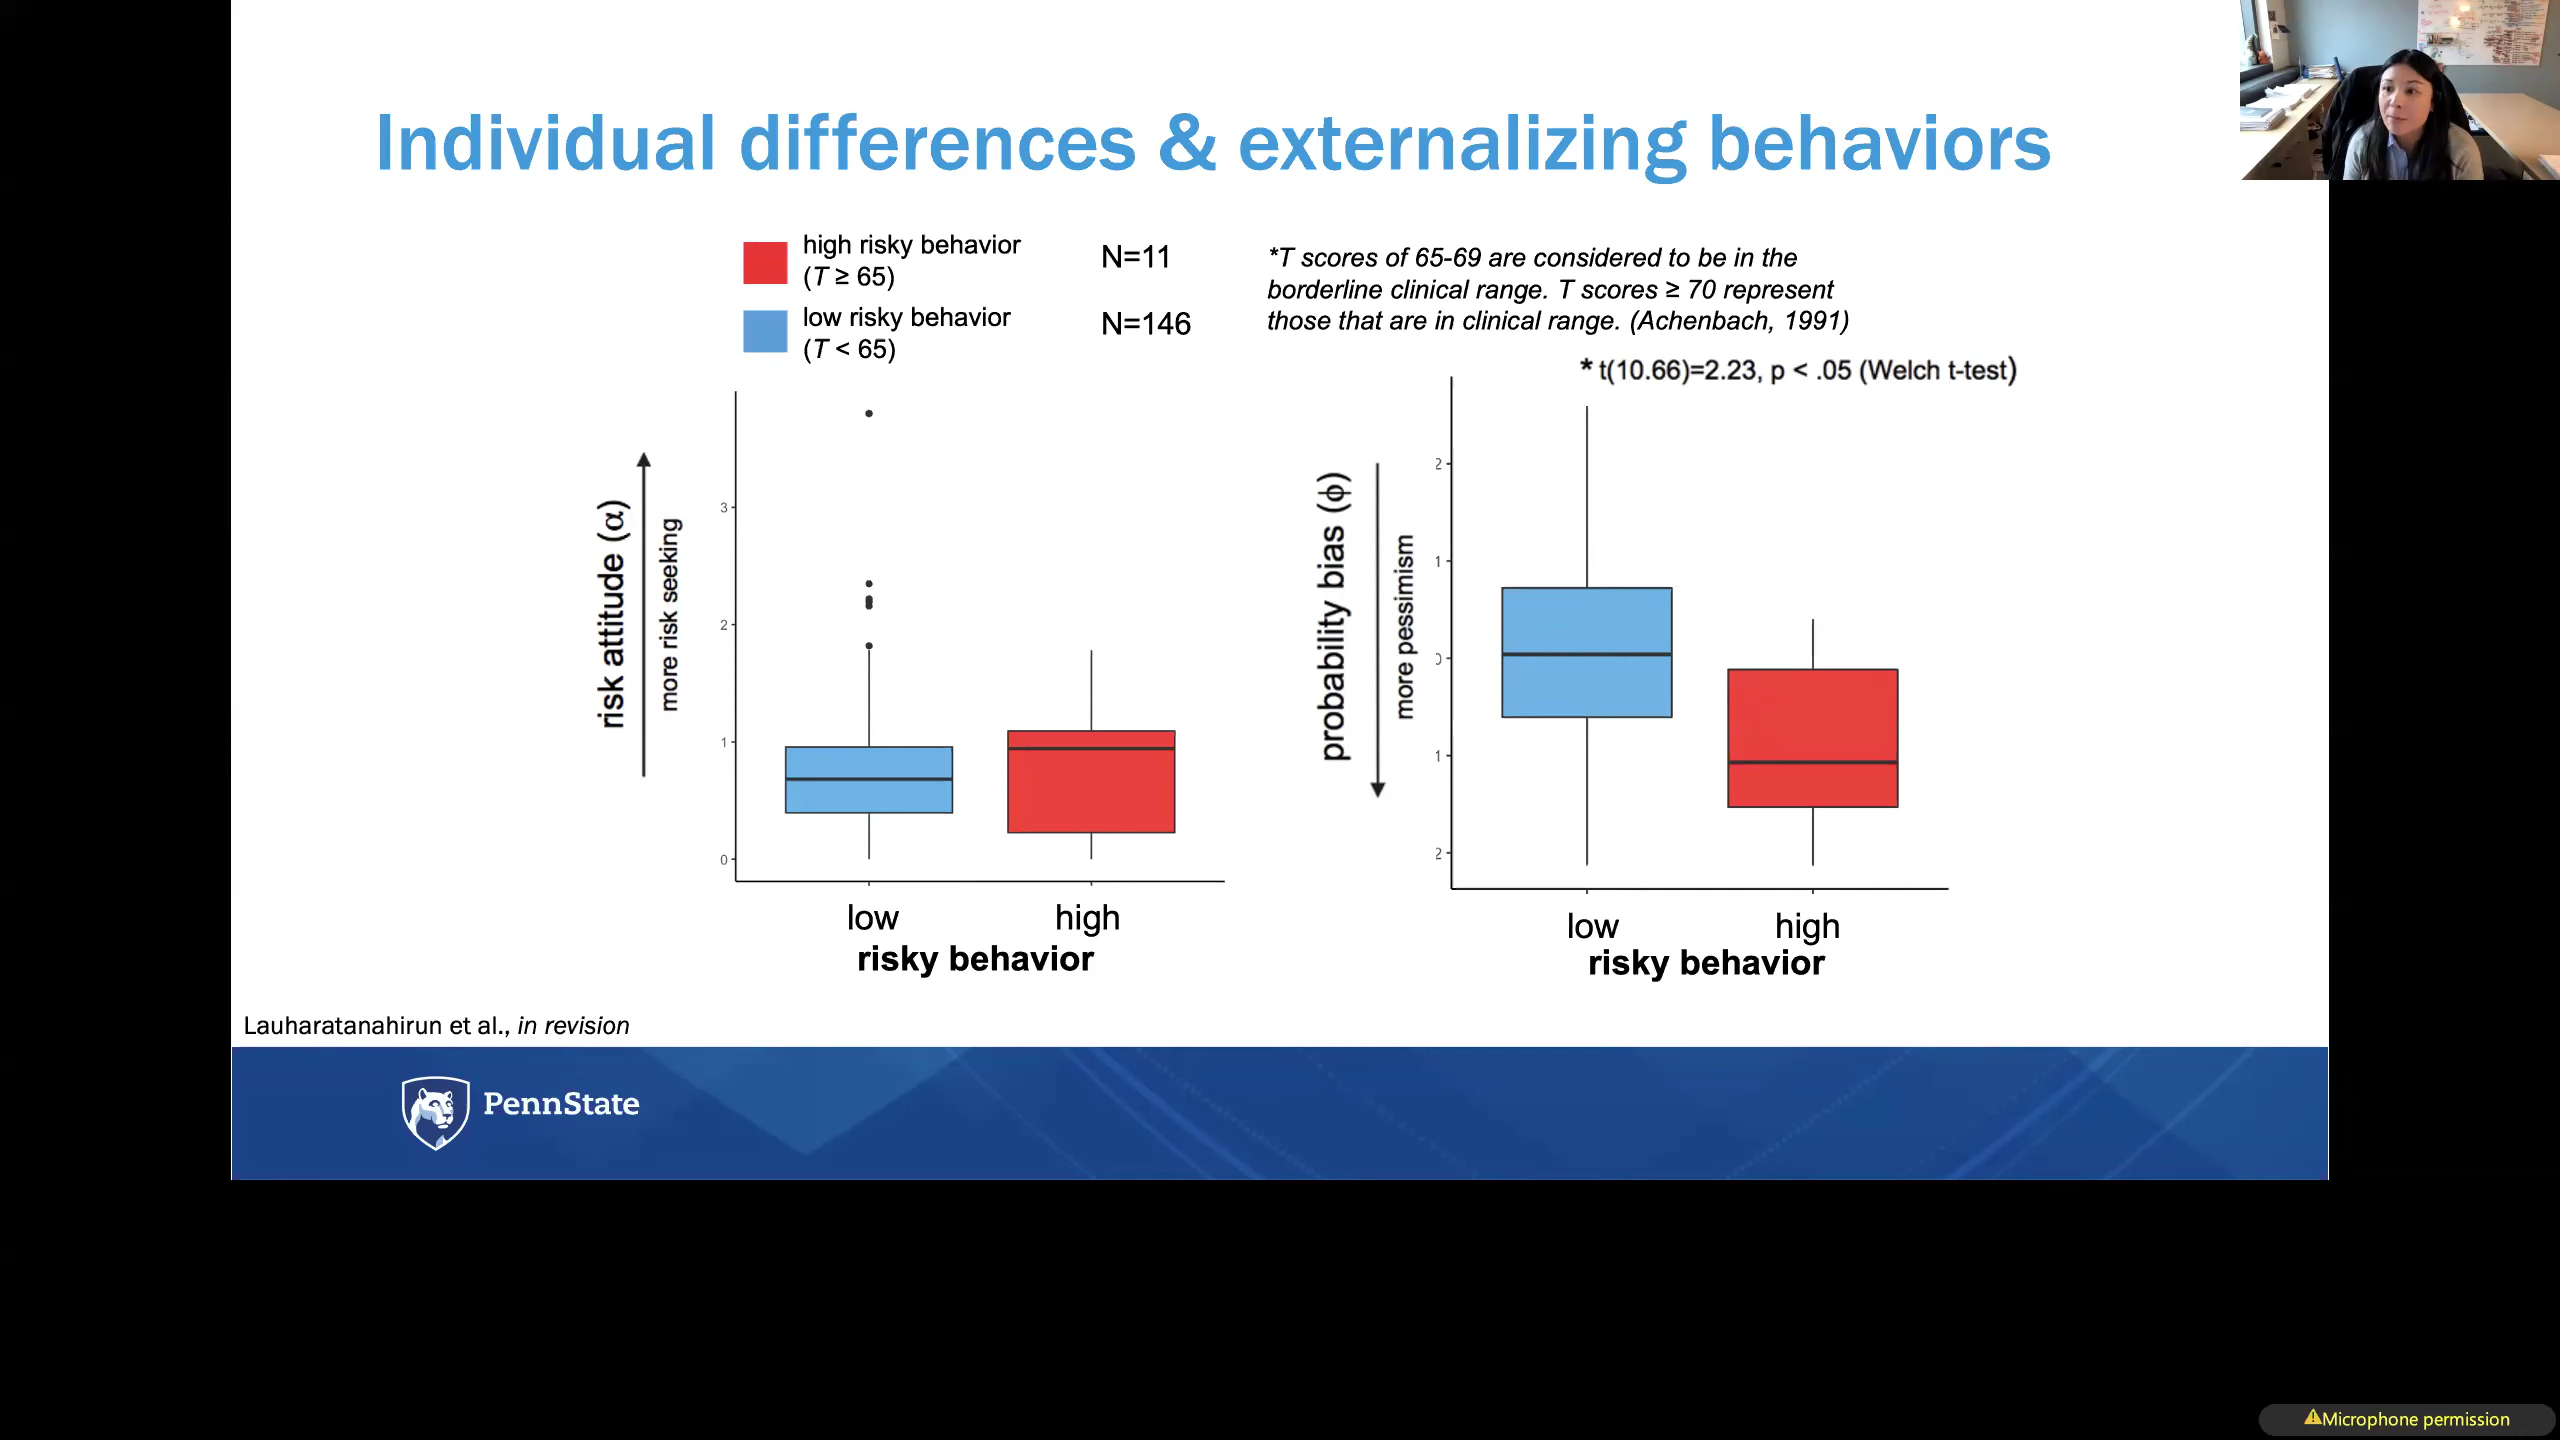 Individual differences & externalizing behaviors
high risky behavior
(T ≥ 65)
N=11
low risky behavior
(T < 65)
N=146
*T scores of 65-69 are considered to be in the
borderline clinical range. T scores ≥ 70 represent
those that are in clinical range. (Achenbach, 1991)
* t(10.66)=2.23, p < .05 (Welch t-test)
risk attitude (α)
more risk seeking
3
2
1
0
low
high
risky behavior
probability bias (ϕ)
more pessimism
2
1
0
1
2
low
high
risky behavior
Lauharatanahirun et al., in revision
PennState
Microphone permission